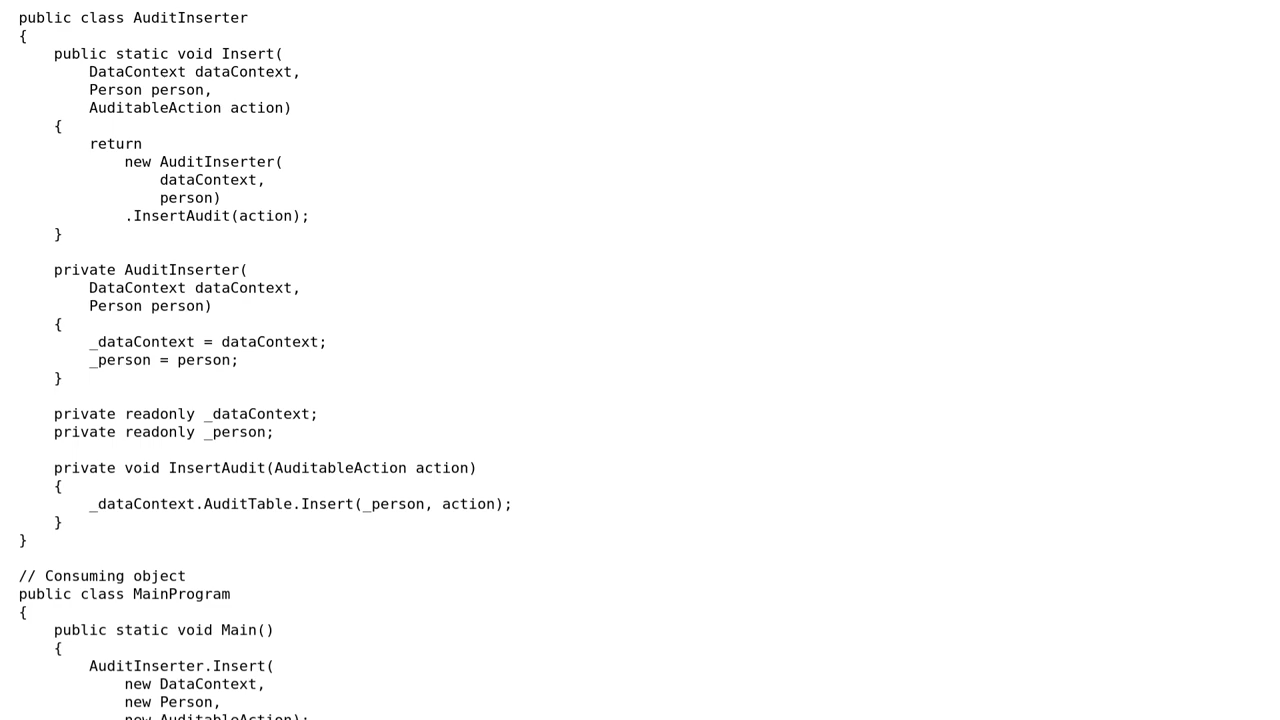 public class AuditInserter
{
    public static void Insert(
        DataContext dataContext,
        Person person,
        AuditableAction action)
    {
        return
            new AuditInserter(
                dataContext,
                person)
            .InsertAudit(action);
    }

    private AuditInserter(
        DataContext dataContext,
        Person person)
    {
        _dataContext = dataContext;
        _person = person;
    }

    private readonly _dataContext;
    private readonly _person;

    private void InsertAudit(AuditableAction action)
    {
        _dataContext.AuditTable.Insert(_person, action);
    }
}

// Consuming object
public class MainProgram
{
    public static void Main()
    {
        AuditInserter.Insert(
            new DataContext,
            new Person,
            new AuditableAction);